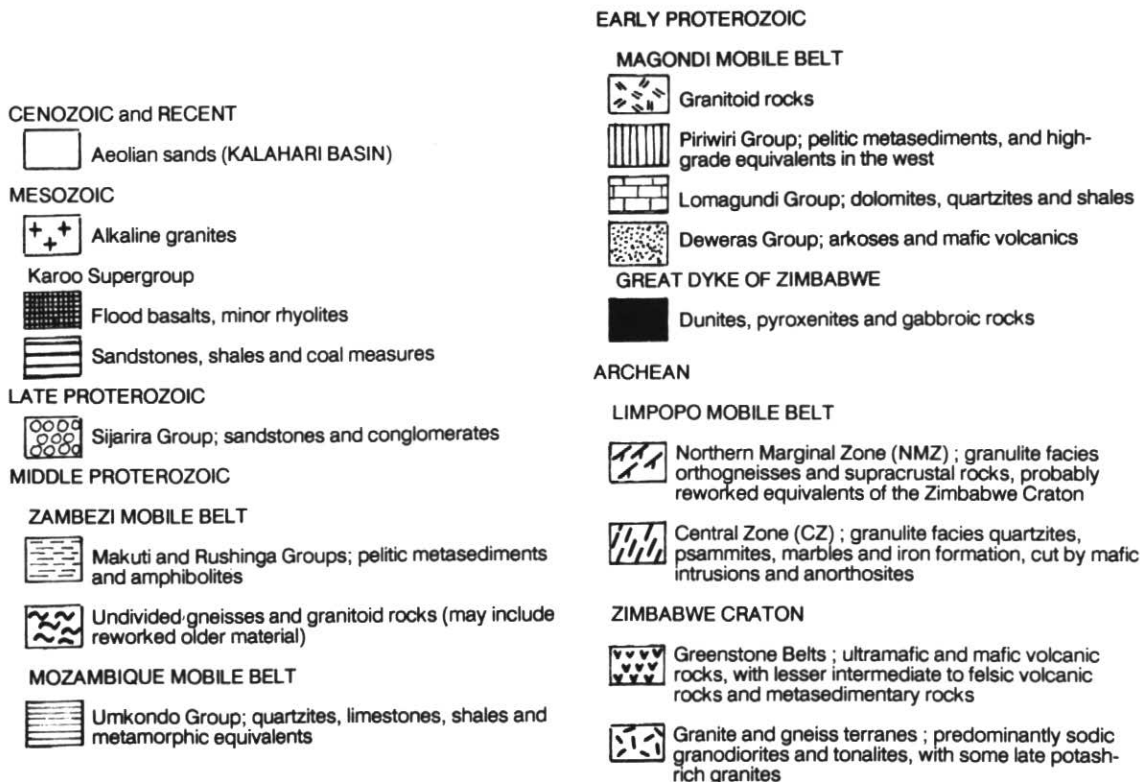 CENOZOIC and RECENT
Aeolian sands (KALAHARI BASIN)
MESOZOIC
Alkaline granites
Karoo Supergroup
Flood basalts, minor rhyolites
Sandstones, shales and coal measures
LATE PROTEROZOIC
Sijarira Group; sandstones and conglomerates
MIDDLE PROTEROZOIC
ZAMBEZI MOBILE BELT
Makuti and Rushinga Groups; pelitic metasediments
and amphibolites
Undivided gneisses and granitoid rocks (may include
reworked older material)
MOZAMBIQUE MOBILE BELT
Umkondo Group; quartzites, limestones, shales and
metamorphic equivalents
EARLY PROTEROZOIC
MAGONDI MOBILE BELT
Granitoid rocks
Piriwiri Group; pelitic metasediments, and high-
grade equivalents in the west
Lomagundi Group; dolomites, quartzites and shales
Deweras Group; arkoses and mafic volcanics
GREAT DYKE OF ZIMBABWE
Dunites, pyroxenites and gabbroic rocks
ARCHEAN
LIMPOPO MOBILE BELT
Northern Marginal Zone (NMZ) ; granulite facies
orthogneisses and supracrustal rocks, probably
reworked equivalents of the Zimbabwe Craton
Central Zone (CZ) ; granulite facies quartzites,
psammites, marbles and iron formation, cut by mafic
intrusions and anorthosites
ZIMBABWE CRATON
Greenstone Belts ; ultramafic and mafic volcanic
rocks, with lesser intermediate to felsic volcanic
rocks and metasedimentary rocks
Granite and gneiss terranes ; predominantly sodic
granodiorites and tonalites, with some late potash-
rich granites